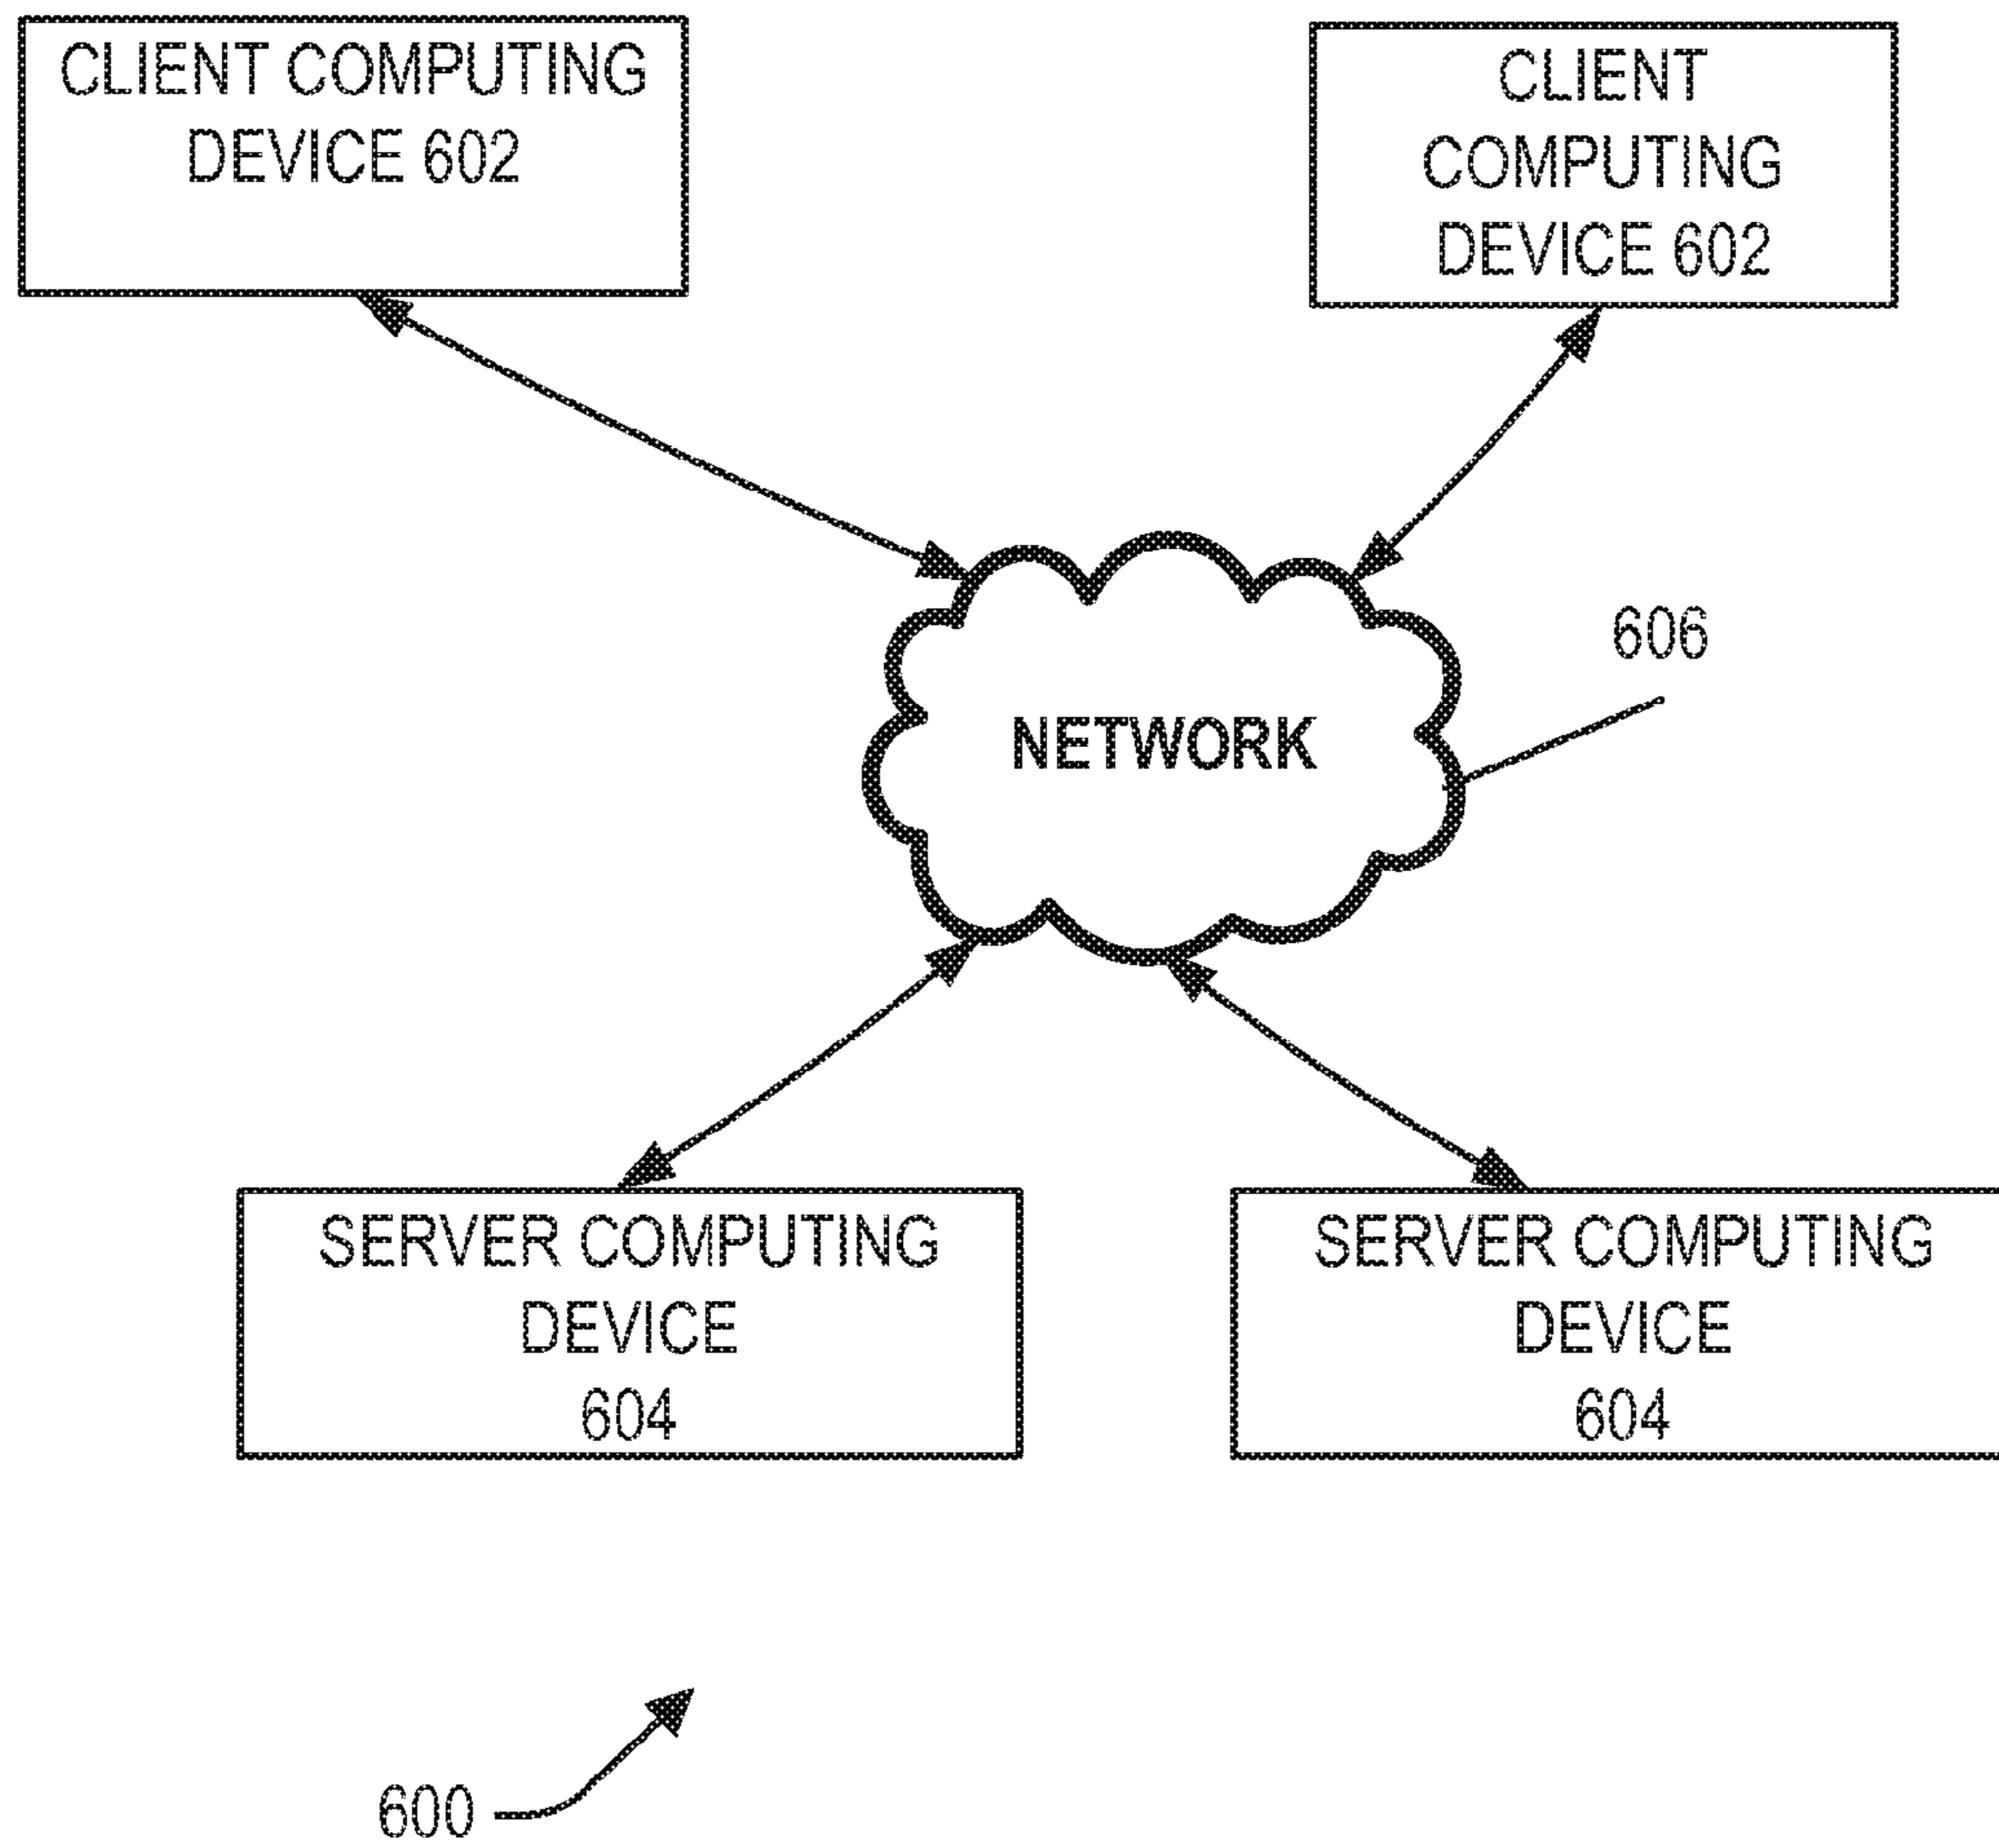 CLIENT COMPUTING
DEVICE 602
CLIENT
COMPUTING
DEVICE 602
606
NETWORK
SERVER COMPUTING
DEVICE
604
SERVER COMPUTING
DEVICE
604
600